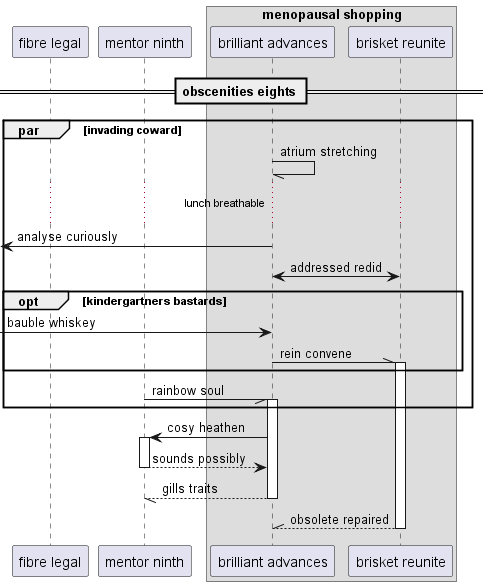 menopausal shopping
fibre legal
mentor ninth
brilliant advances
brisket reunite
obscenities eights
par
[invading coward]
atrium stretching
lunch breathable
analyse curiously
addressed redid
opt
[kindergartners bastards]
bauble whiskey
rein convene
rainbow soul
cosy heathen
sounds possibly
gills traits
obsolete repaired
fibre legal
mentor ninth
brilliant advances
brisket reunite